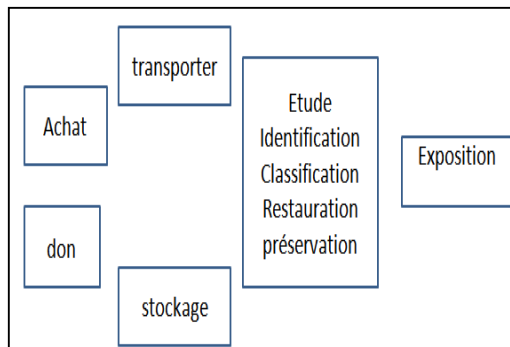 transporter
Achat
don
stockage
Etude
Identification
Classification
Restauration
préservation
Exposition